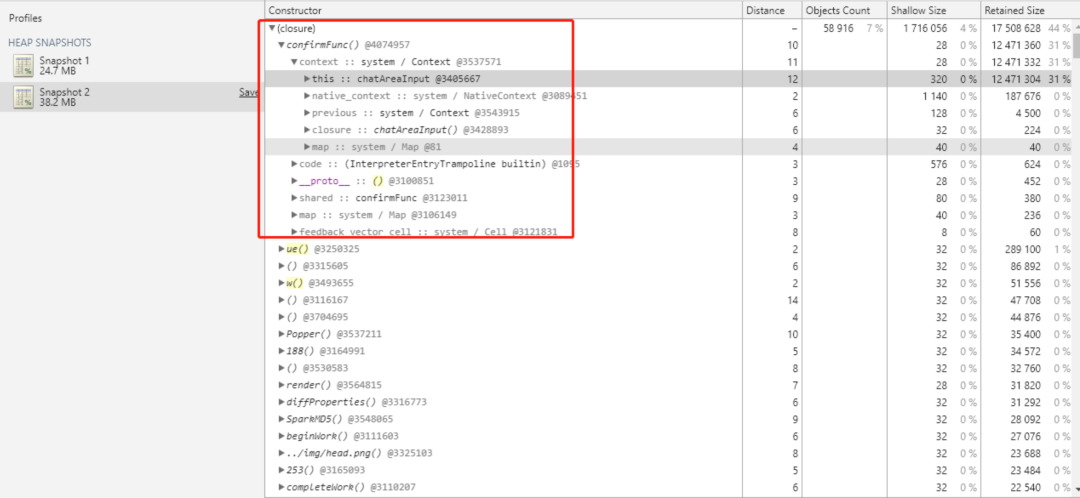 Profiles
HEAP SNAPSHOTS
Snapshot 1
24.7 MB
Snapshot 2
38.2 MB
Save
Constructor Distance Objects Count Shallow Size Retained Size
▼(closure) – 58 916 7 % 1 716 056 4 % 17 508 628 44 %
▼confirmFunc() @4074957 10 28 0 % 12 471 360 31 %
▼context :: system / Context @3537571 11 28 0 % 12 471 332 31 %
▶this :: chatAreaInput @3405667 12 320 0 % 12 471 304 31 %
▶native_context :: system / NativeContext @3089451 2 1 140 0 % 187 676 0 %
▶previous :: system / Context @3543915 6 128 0 % 4 500 0 %
▶closure :: chatAreaInput() @3428893 6 32 0 % 224 0 %
▶map :: system / Map @81 4 40 0 % 40 0 %
▶code :: (InterpreterEntryTrampoline builtin) @1095 3 576 0 % 624 0 %
▶__proto__ :: () @3100851 3 28 0 % 452 0 %
▶shared :: confirmFunc @3123011 9 80 0 % 380 0 %
▶map :: system / Map @3106149 3 40 0 % 236 0 %
▶feedback_vector_cell :: system / Cell @3121831 8 8 0 % 60 0 %
▶ue() @3250325 2 32 0 % 289 100 1 %
▶() @3315605 6 32 0 % 86 892 0 %
▶w() @3493655 2 32 0 % 51 556 0 %
▶() @3116167 14 32 0 % 47 708 0 %
▶() @3704695 4 32 0 % 44 876 0 %
▶Popper() @3537211 10 32 0 % 35 400 0 %
▶188() @3164991 5 32 0 % 34 572 0 %
▶() @3530583 8 32 0 % 32 760 0 %
▶render() @3564815 7 28 0 % 31 820 0 %
▶diffProperties() @3316773 6 32 0 % 31 292 0 %
▶SparkMD5() @3548065 9 32 0 % 28 092 0 %
▶beginWork() @3111603 6 32 0 % 27 076 0 %
▶../img/head.png() @3325103 8 32 0 % 23 688 0 %
▶253() @3165093 5 32 0 % 23 484 0 %
▶completeWork() @3110207 6 32 0 % 22 540 0 %